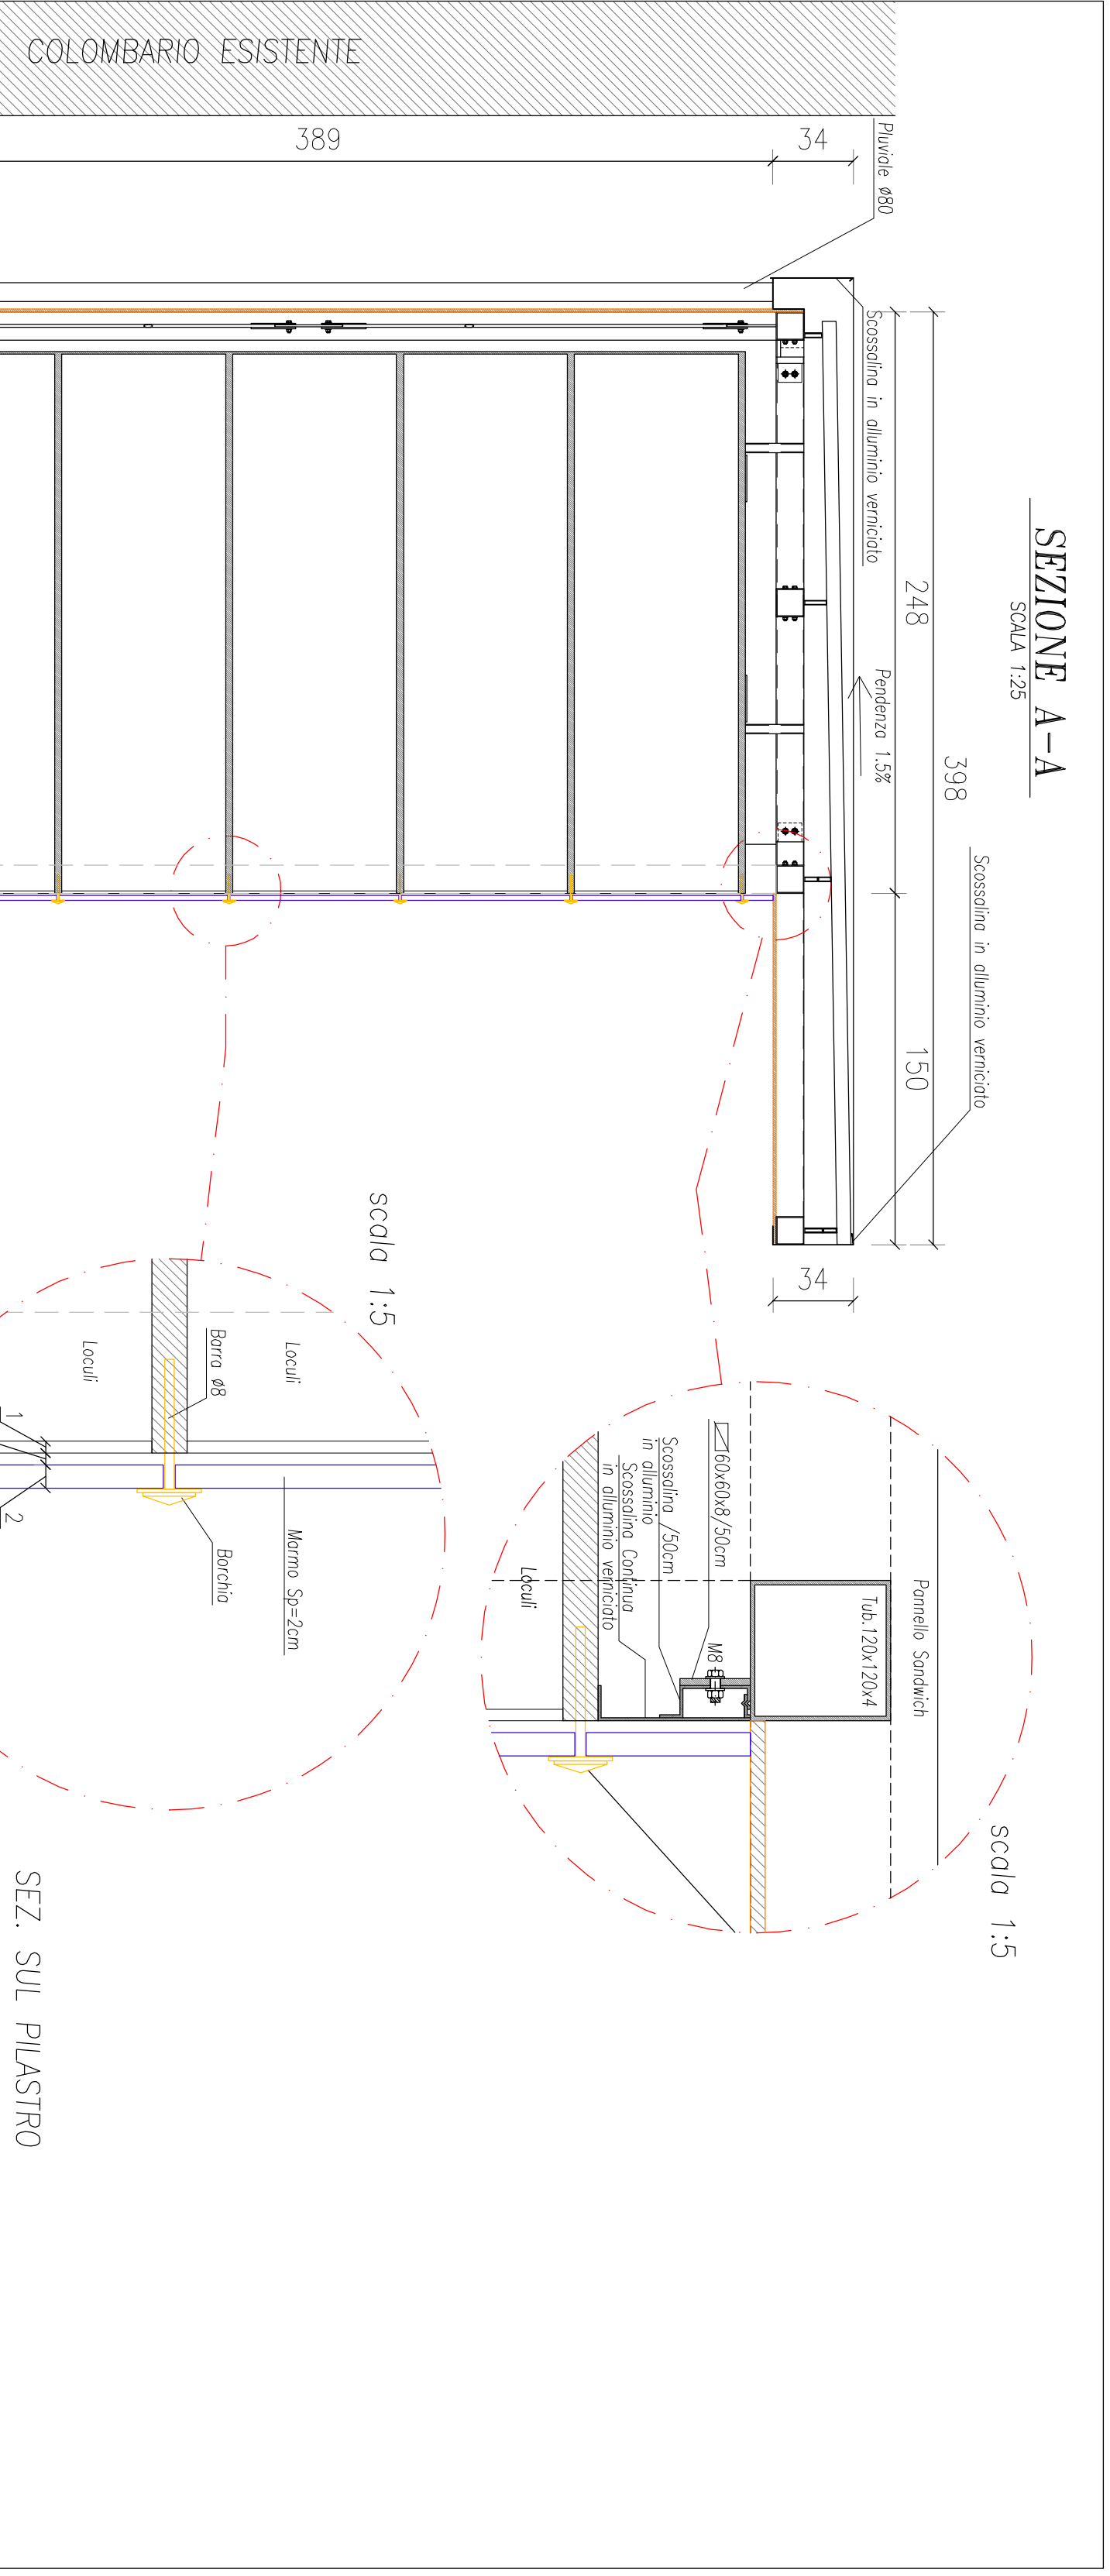 SEZIONE A-A
SCALA 1:25
398
248
150
Scossalina in alluminio verniciato
Pendenza 1.5%
Scossalina in alluminio verniciato
Pluviale ø80
34
34
389
COLOMBARIO ESISTENTE
scala 1:5
Pannello Sandwich
Tub.120x120x4
60x60x8/50cm
M8
Scossalina /50cm
in alluminio
Scossalina Continua
in alluminio verniciato
Loculi
scala 1:5
Loculi
Barra ø8
Loculi
Marmo Sp=2cm
Borchia
1
2
SEZ. SUL PILASTRO